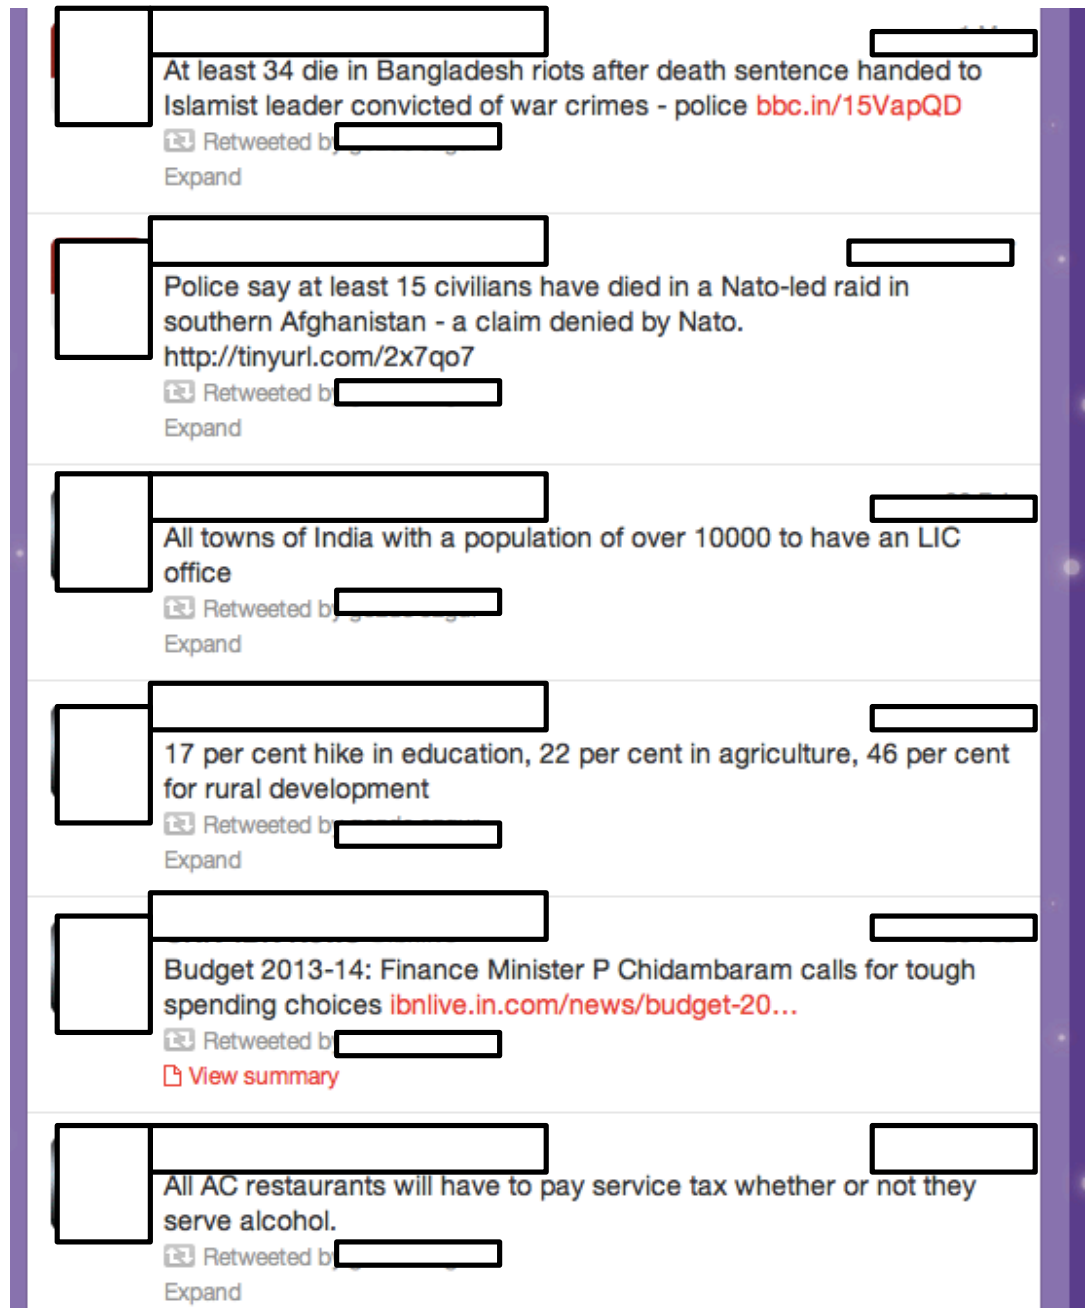 At least 34 die in Bangladesh riots after death sentence handed to
Islamist leader convicted of war crimes - police bbc.in/15VapQD
Retweeted by
Expand
Police say at least 15 civilians have died in a Nato-led raid in
southern Afghanistan - a claim denied by Nato.
http://tinyurl.com/2x7qo7
Retweeted by
Expand
All towns of India with a population of over 10000 to have an LIC
office
Retweeted by
Expand
17 per cent hike in education, 22 per cent in agriculture, 46 per cent
for rural development
Retweeted by
Expand
Budget 2013-14: Finance Minister P Chidambaram calls for tough
spending choices ibnlive.in.com/news/budget-20...
Retweeted by
View summary
All AC restaurants will have to pay service tax whether or not they
serve alcohol.
Retweeted by
Expand